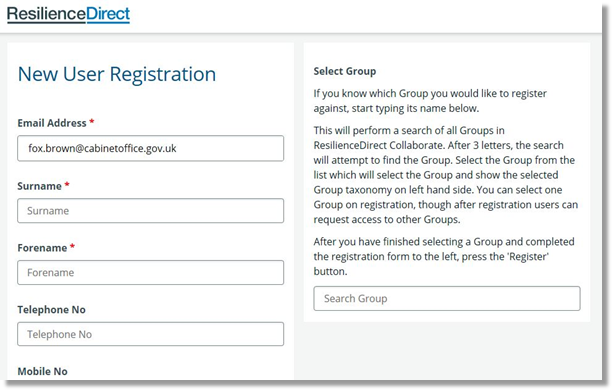 ResilienceDirect
New User Registration
Email Address *
fox.brown@cabinetoffice.gov.uk
Surname *
Surname
Forename *
Forename
Telephone No
Telephone No
Mobile No
Select Group
If you know which Group you would like to register
against, start typing its name below.
This will perform a search of all Groups in
ResilienceDirect Collaborate. After 3 letters, the search
will attempt to find the Group. Select the Group from the
list which will select the Group and show the selected
Group taxonomy on left hand side. You can select one
Group on registration, though after registration users can
request access to other Groups.
After you have finished selecting a Group and completed
the registration form to the left, press the 'Register'
button.
Search Group